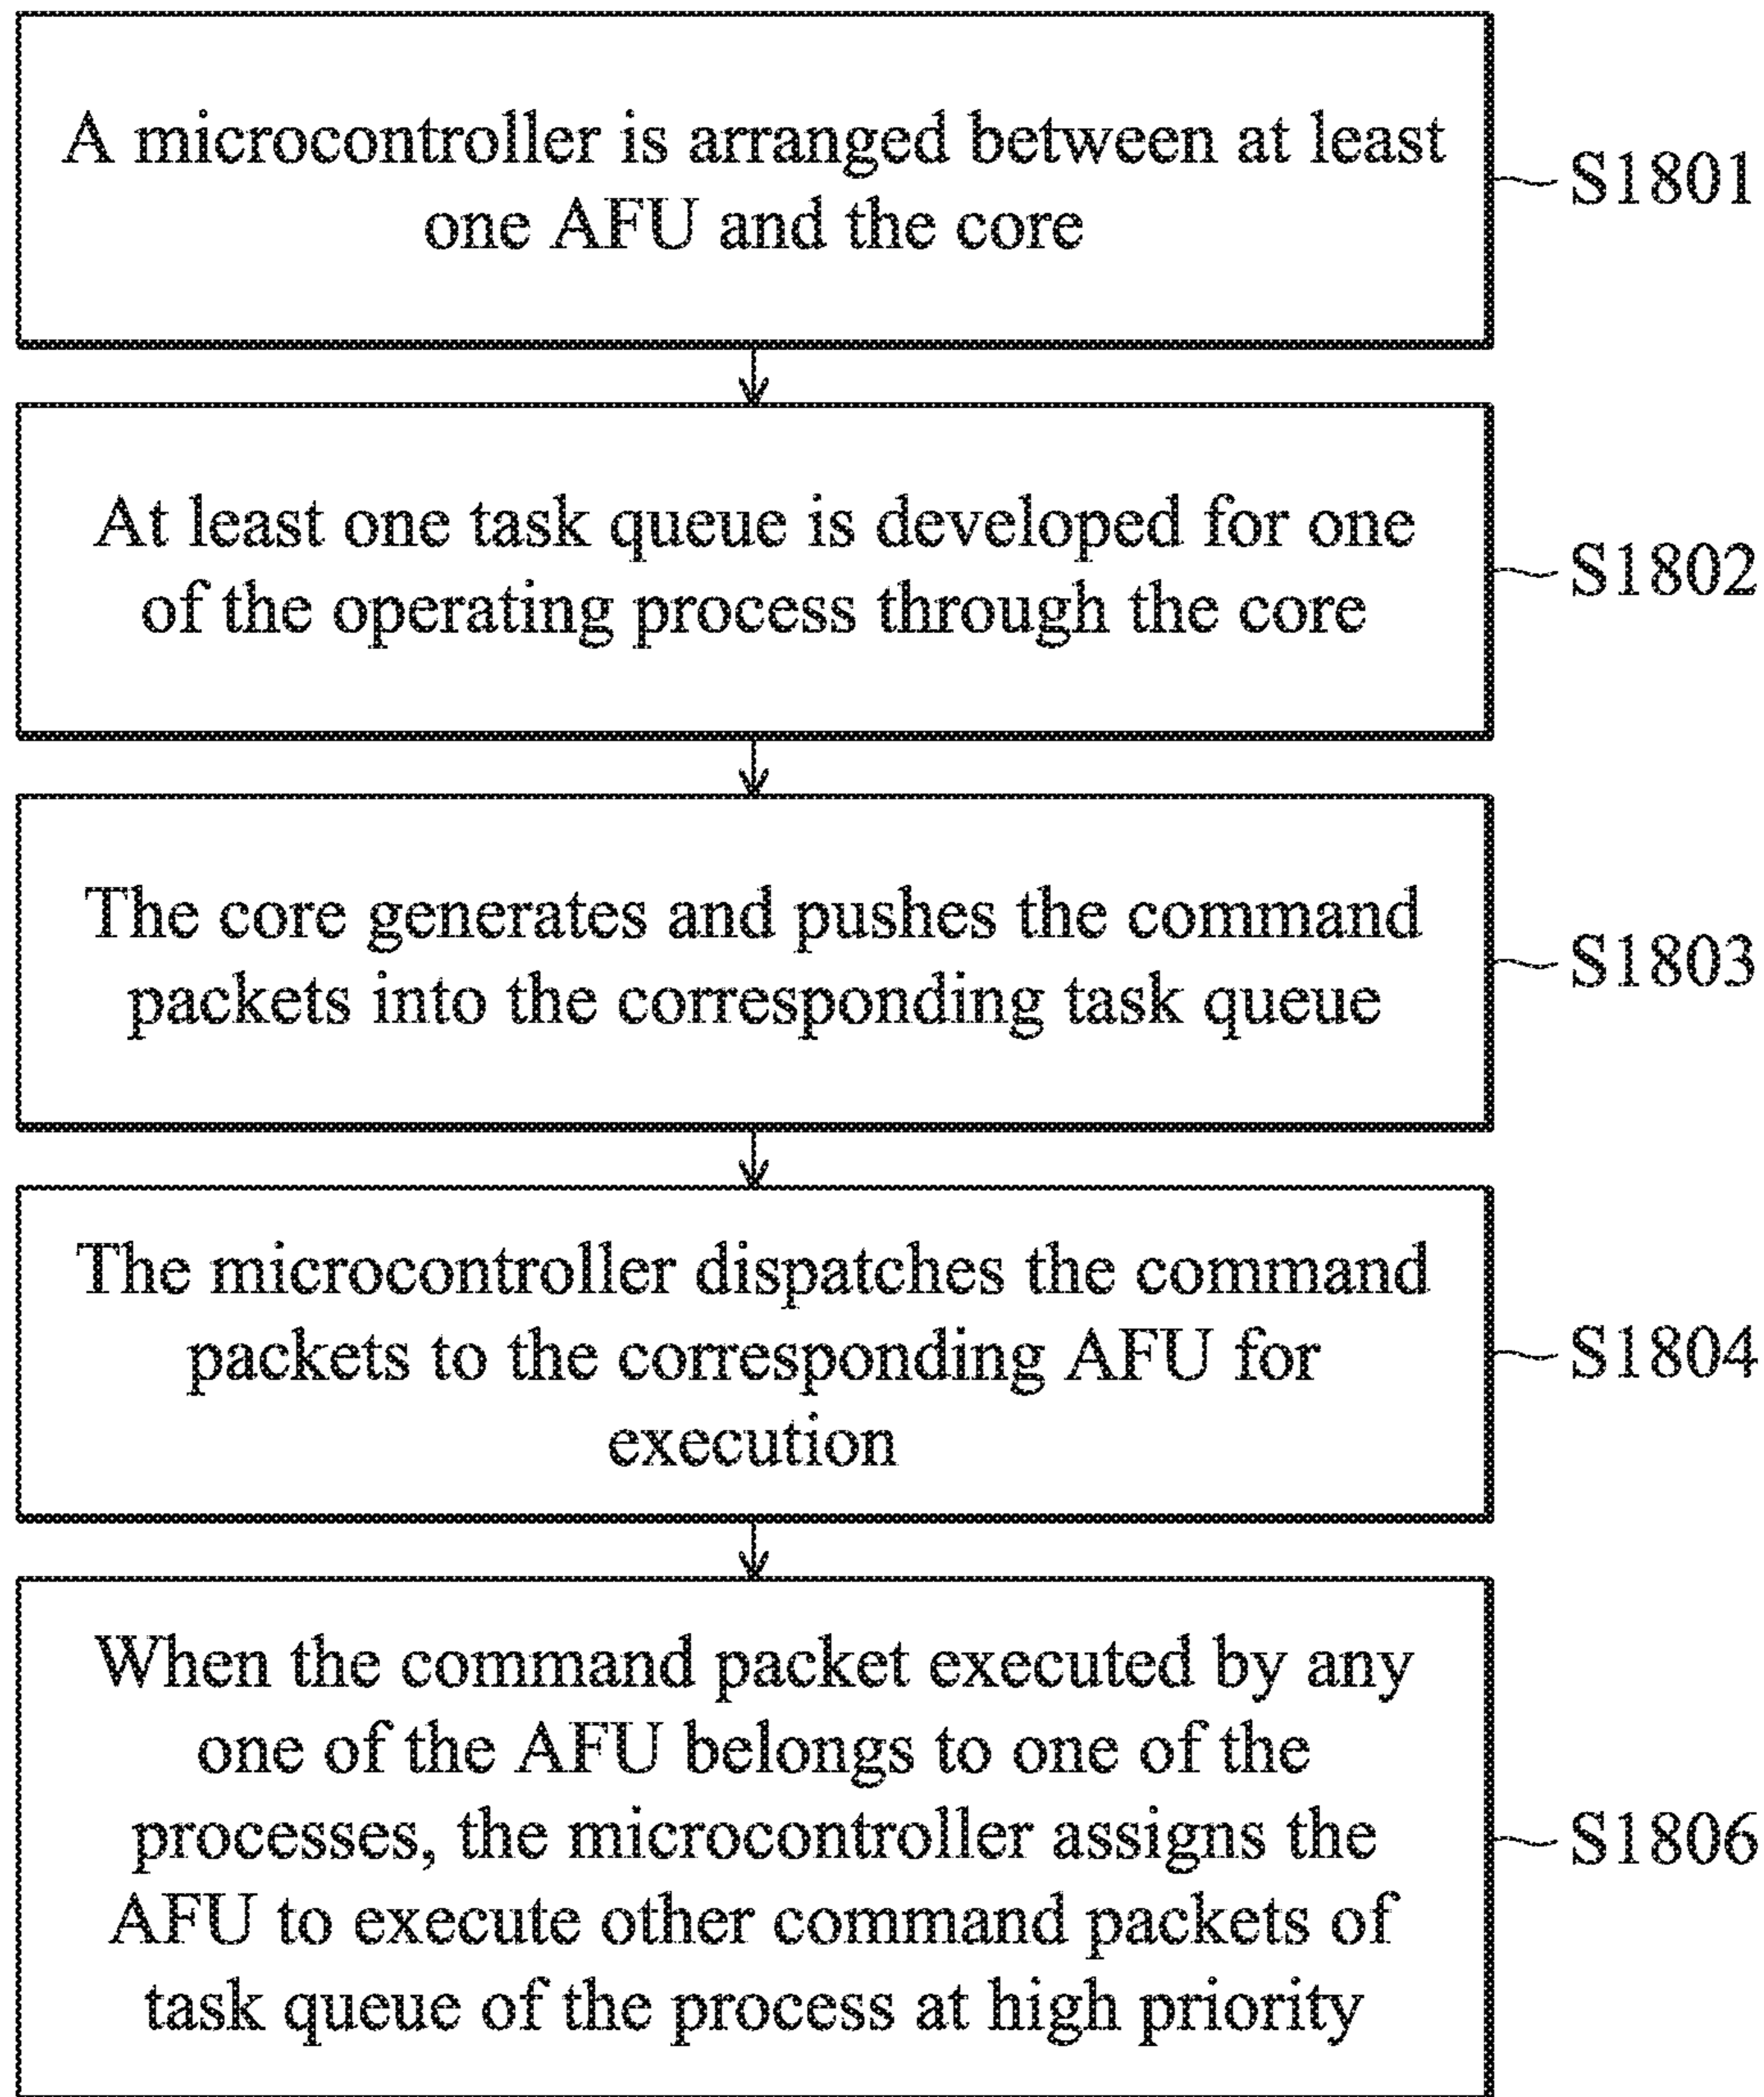 A microcontroller is arranged between at least
one AFU and the core
S1801
At least one task queue is developed for one
of the operating process through the core
S1802
The core generates and pushes the command
packets into the corresponding task queue
S1803
The microcontroller dispatches the command
packets to the corresponding AFU for
execution
S1804
When the command packet executed by any
one of the AFU belongs to one of the
processes, the microcontroller assigns the
AFU to execute other command packets of
task queue of the process at high priority
S1806